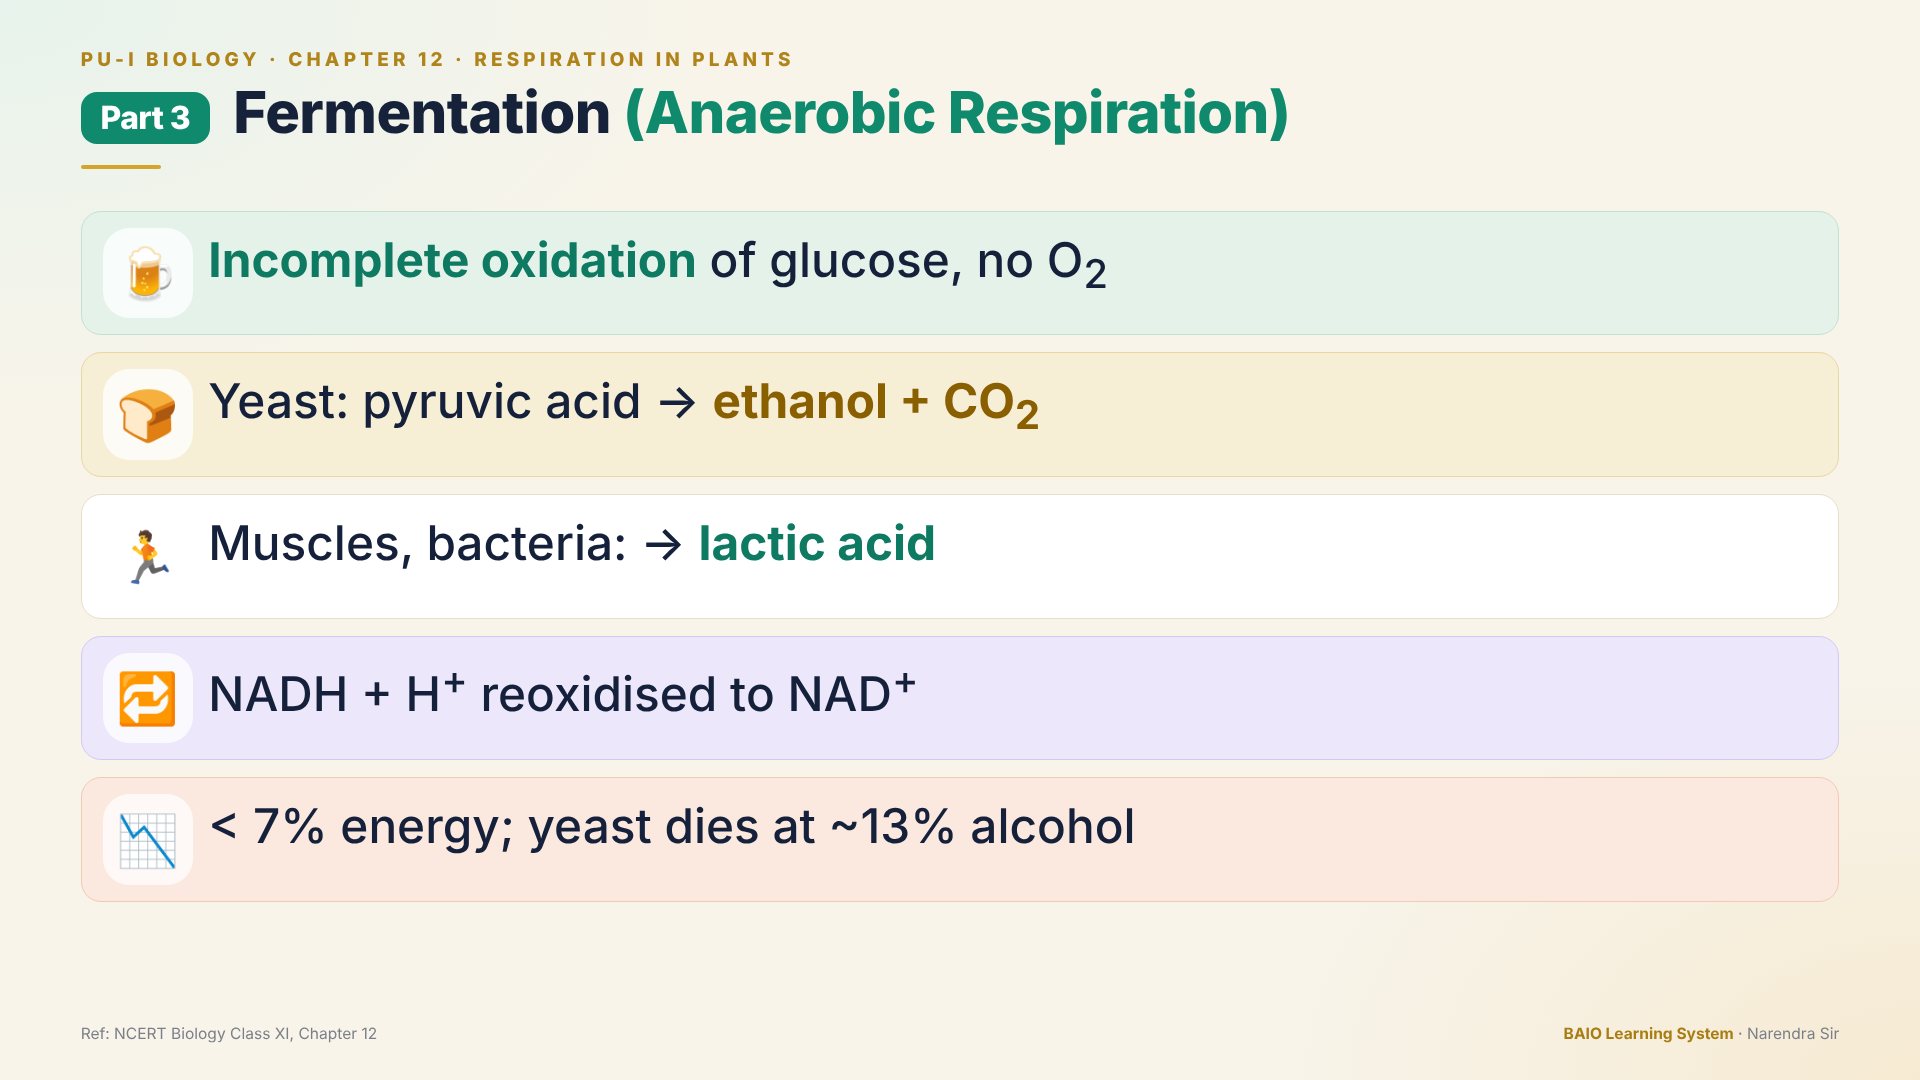 PU-I BIOLOGY · CHAPTER 12 · RESPIRATION IN PLANTS
Part 3 Fermentation (Anaerobic Respiration)
Incomplete oxidation of glucose, no O₂
Yeast: pyruvic acid → ethanol + CO₂
Muscles, bacteria: → lactic acid
NADH + H⁺ reoxidised to NAD⁺
< 7% energy; yeast dies at ~13% alcohol
Ref: NCERT Biology Class XI, Chapter 12
BAIO Learning System · Narendra Sir